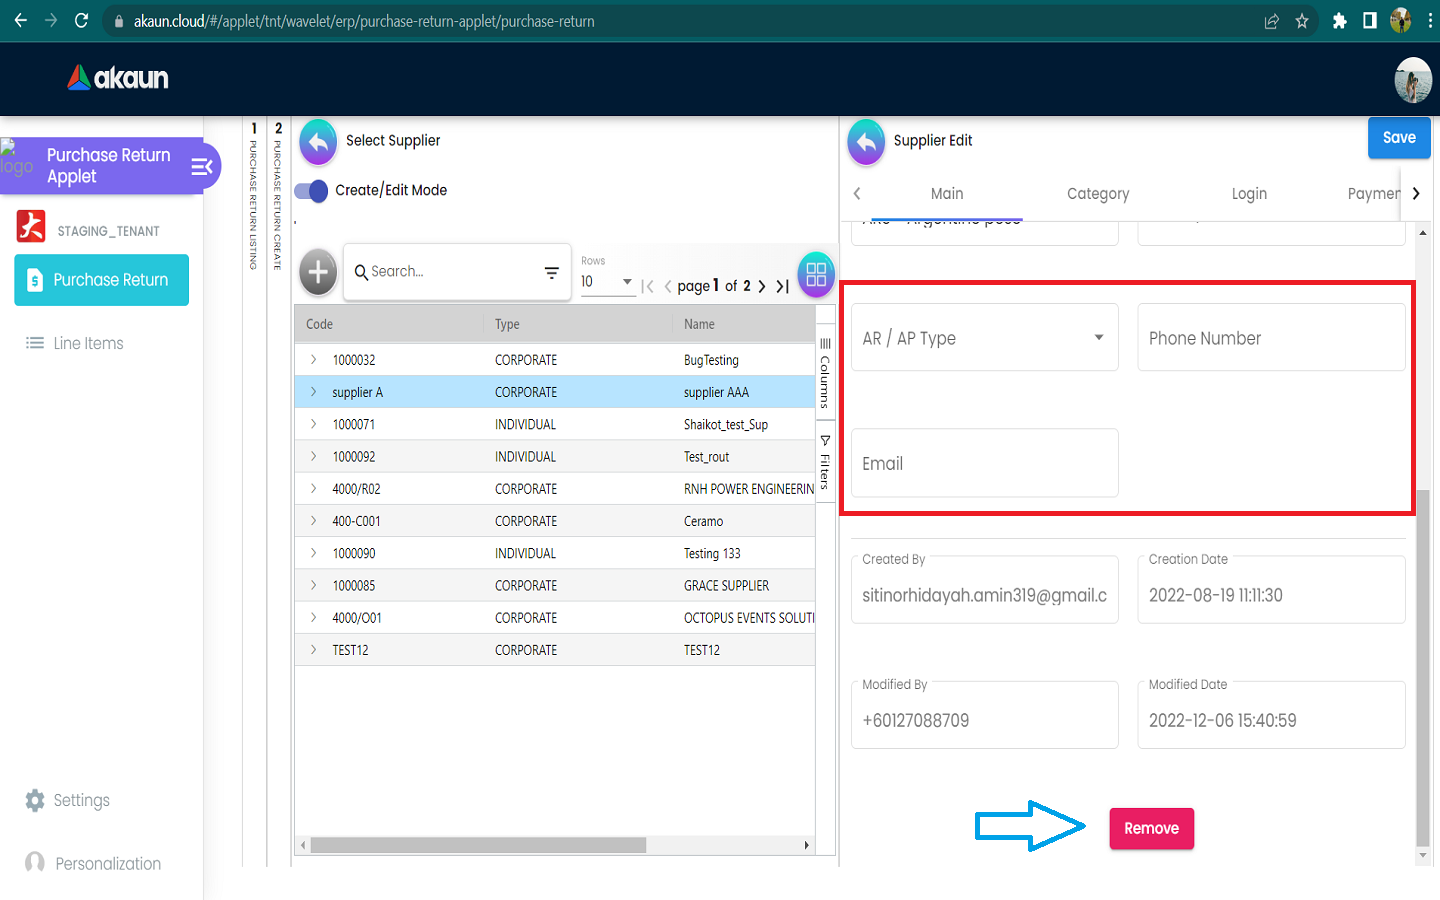 akaun.cloud/#/applet/tnt/wavelet/erp/purchase-return-applet/purchase-return
akaun
logo
Purchase Return
Applet
STAGING_TENANT
Purchase Return
Line Items
Settings
Personalization
1 PURCHASE RETURN LISTING
2 PURCHASE RETURN CREATE
Select Supplier
Create/Edit Mode
Search...
Rows
10
page 1 of 2
Code Type Name
1000032 CORPORATE BugTesting
supplier A CORPORATE supplier AAA
1000071 INDIVIDUAL Shaikot_test_Sup
1000092 INDIVIDUAL Test_rout
4000/R02 CORPORATE RNH POWER ENGINEERIN
400-C001 CORPORATE Ceramo
1000090 INDIVIDUAL Testing 133
1000085 CORPORATE GRACE SUPPLIER
4000/O01 CORPORATE OCTOPUS EVENTS SOLUTI
TEST12 CORPORATE TEST12
Columns
Filters
Supplier Edit
Save
Main Category Login Paymen
AR / AP Type Phone Number
Email
Created By Creation Date
sitinorhidayah.amin319@gmail.c 2022-08-19 11:11:30
Modified By Modified Date
+60127088709 2022-12-06 15:40:59
Remove